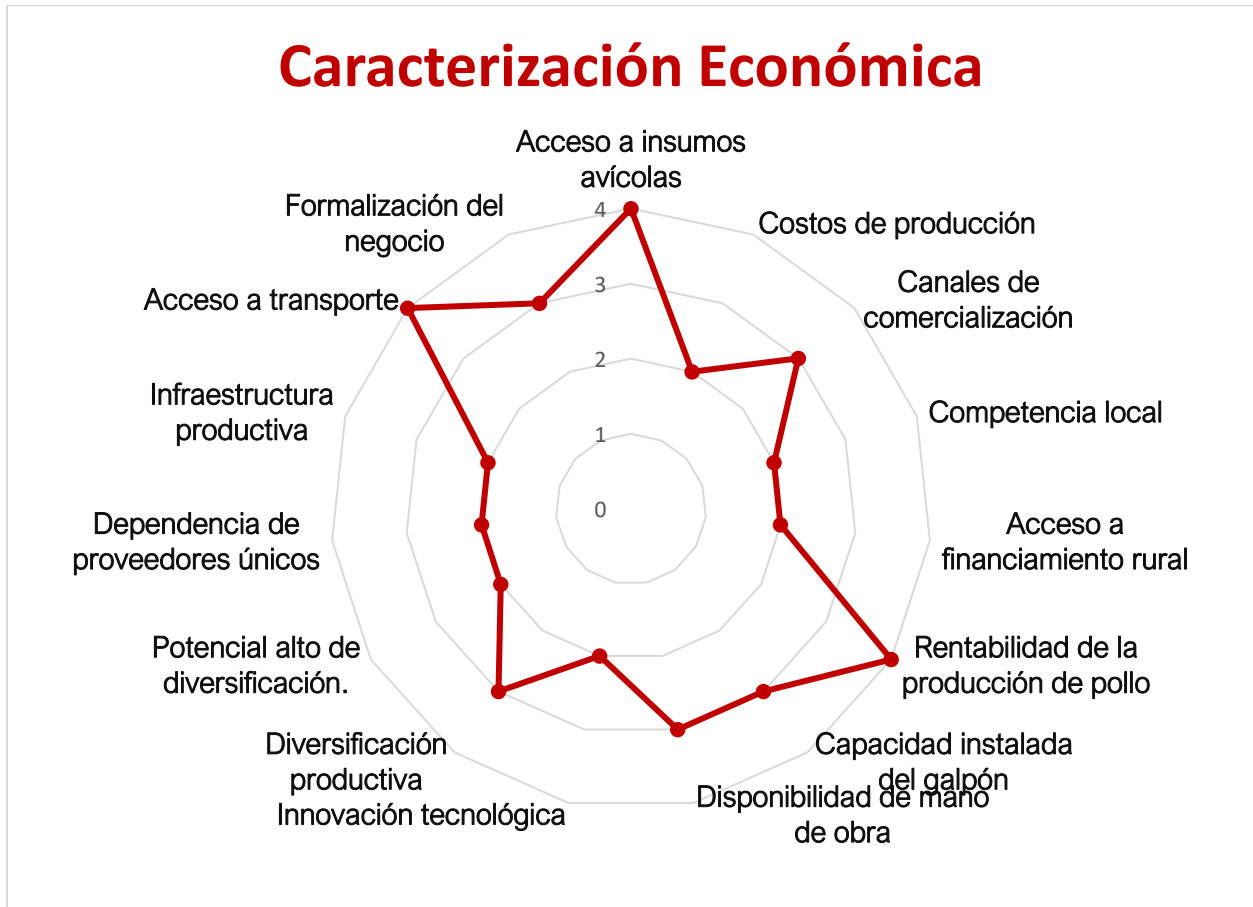 Caracterización Económica
Acceso a insumos
avícolas
Formalización del
negocio
Costos de producción
Acceso a transporte
Canales de
comercialización
Infraestructura
productiva
Competencia local
Dependencia de
proveedores únicos
Acceso a
financiamiento rural
Potencial alto de
diversificación.
Rentabilidad de la
producción de pollo
Diversificación
productiva
Capacidad instalada
del galpón
Innovación tecnológica
Disponibilidad de mano
de obra
4
3
2
1
0